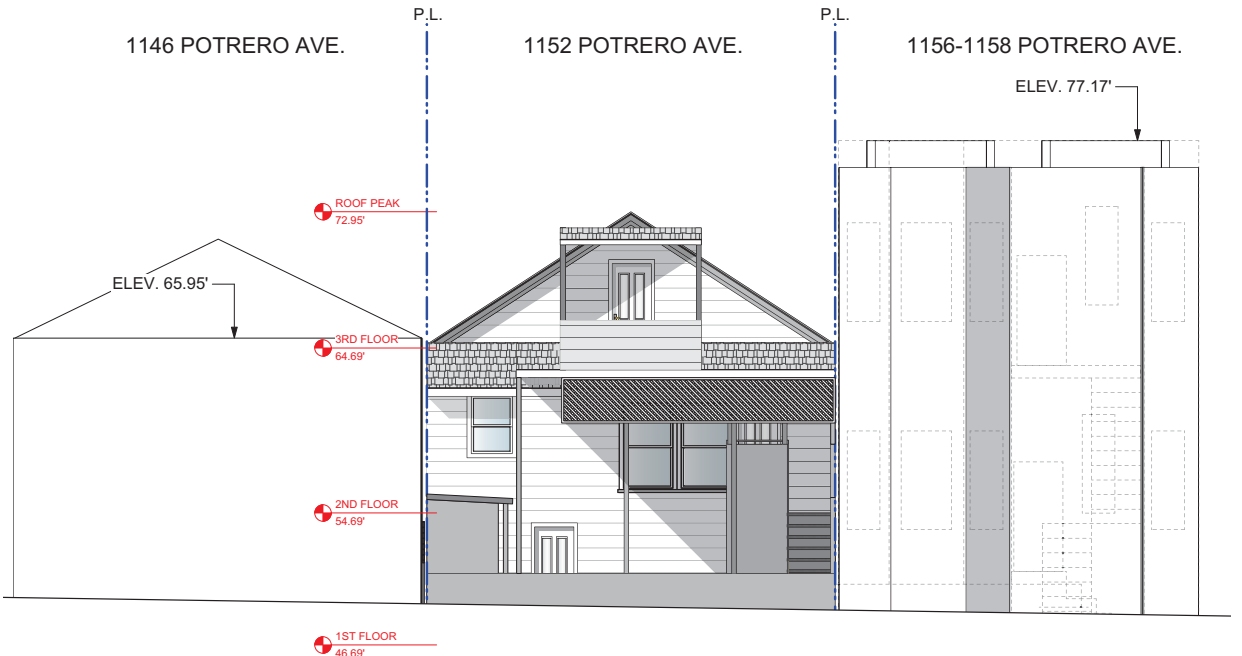 P.L.
P.L.
1146 POTRERO AVE.
1152 POTRERO AVE.
1156-1158 POTRERO AVE.
ELEV. 77.17'
ROOF PEAK
72.95'
ELEV. 65.95'
3RD FLOOR
64.69'
2ND FLOOR
54.69'
1ST FLOOR
46.69'